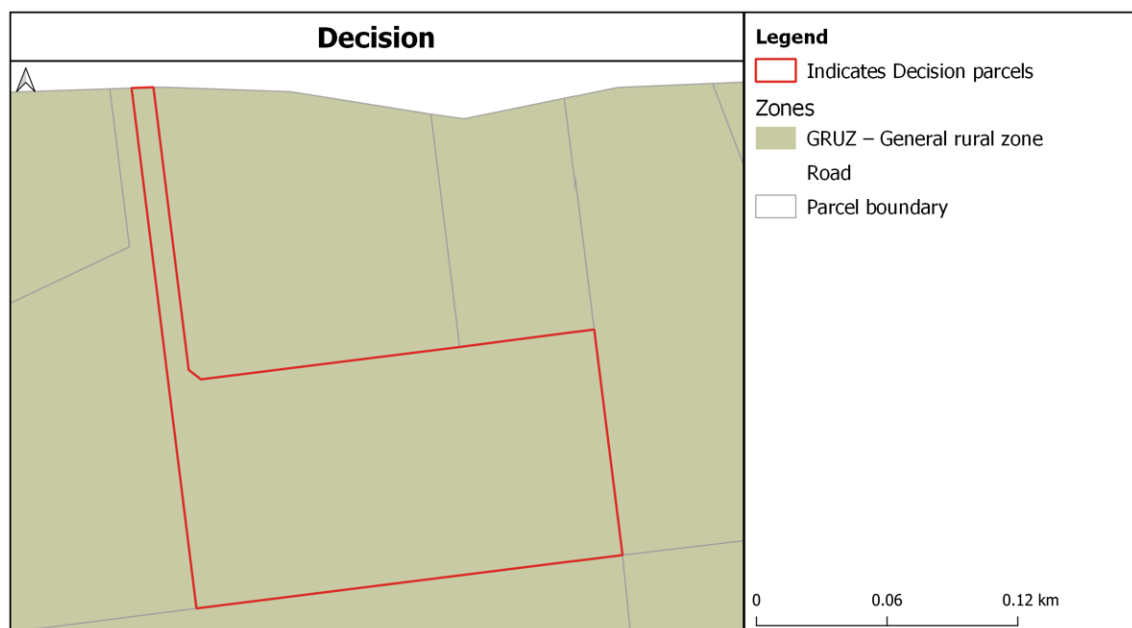 Decision
Legend
Indicates Decision parcels
Zones
GRUZ – General rural zone
Road
Parcel boundary
0 0.06 0.12 km